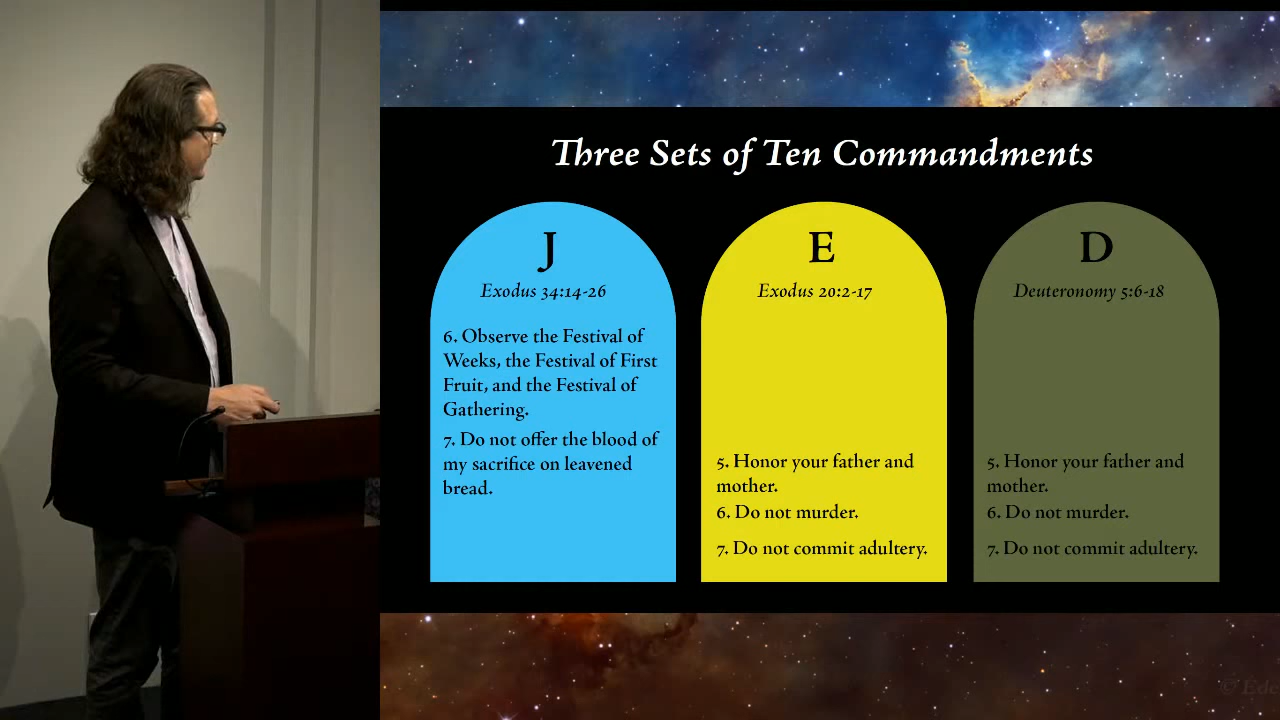 Three Sets of Ten Commandments
J
Exodus 34:14-26
6. Observe the Festival of
Weeks, the Festival of First
Fruit, and the Festival of
Gathering.
7. Do not offer the blood of
my sacrifice on leavened
bread.
E
Exodus 20:2-17
5. Honor your father and
mother.
6. Do not murder.
7. Do not commit adultery.
D
Deuteronomy 5:6-18
5. Honor your father and
mother.
6. Do not murder.
7. Do not commit adultery.